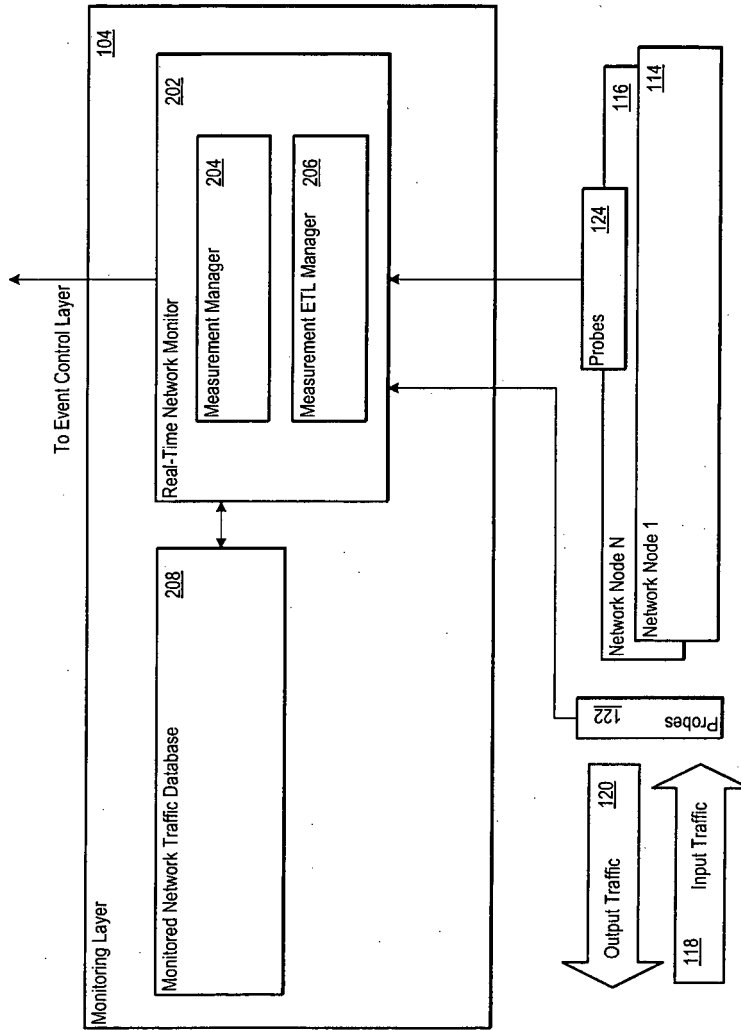 To Event Control Layer
Monitoring Layer
104
Monitored Network Traffic Database
208
Real-Time Network Monitor
202
Measurement Manager
204
Measurement ETL Manager
206
Output Traffic
120
118
Input Traffic
Probes
122
Probes
124
Network Node N
116
Network Node 1
114